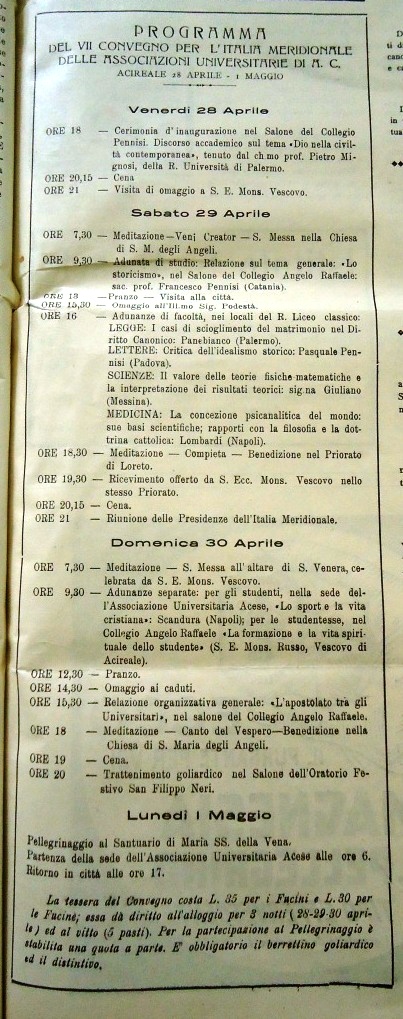 PROGRAMMA
DEL VII CONVEGNO PER L'ITALIA MERIDIONALE
DELLE ASSOCIAZIONI UNIVERSITARIE DI A. C.
ACIREALE 28 APRILE - 1 MAGGIO
Venerdi 28 Aprile
ORE 18 — Cerimonia d'inaugurazione nel Salone del Collegio
Pennisi. Discorso accademico sul tema «Dio nella civil-
tà contemporanea», tenuto dal ch.mo prof. Pietro Mi-
gnosi, della R. Università di Palermo.
ORE 20,15 — Cena
ORE 21 — Visita di omaggio a S. E. Mons. Vescovo.
Sabato 29 Aprile
ORE 7,30 — Meditazione—Veni Creator — S. Messa nella Chiesa
di S. M. degli Angeli.
ORE 9,30 — Adunata di studio: Relazione sul tema generale: «Lo
storicismo», nel Salone del Collegio Angelo Raffaele:
sac. prof. Francesco Pennisi (Catania).
ORE 13 — Pranzo — Visita alla città.
ORE 15,30 — Omaggio all'Ill.mo Sig. Podestà.
ORE 16 — Adunanze di facoltà, nei locali del R. Liceo classico:
LEGGE: I casi di scioglimento del matrimonio nel Di-
ritto Canonico: Panebianco (Palermo).
LETTERE: Critica dell'idealismo storico: Pasquale Pen-
nisi (Padova).
SCIENZE: Il valore delle teorie fisiche-matematiche e
la interpretazione dei risultati teorici: sig.na Giuliano
(Messina).
MEDICINA: La concezione psicanalitica del mondo:
sue basi scientifiche; rapporti con la filosofia e la dot-
trina cattolica: Lombardi (Napoli).
ORE 18,30 — Meditazione — Compieta — Benedizione nel Priorato
di Loreto.
ORE 19,30 — Ricevimento offerto da S. Ecc. Mons. Vescovo nello
stesso Priorato.
ORE 20,15 — Cena.
ORE 21 — Riunione delle Presidenze dell'Italia Meridionale.
Domenica 30 Aprile
ORE 7,30 — Meditazione — S. Messa all'altare di S. Venera, ce-
lebrata da S. E. Mons. Vescovo.
ORE 9,30 — Adunanze separate: per gli studenti, nella sede del-
l'Associazione Universitaria Acese, «Lo sport e la vita
cristiana»: Scandura (Napoli); per le studentesse, nel
Collegio Angelo Raffaele «La formazione e la vita spiri-
tuale dello studente» (S. E. Mons. Russo, Vescovo di
Acireale).
ORE 12,30 — Pranzo.
ORE 14,30 — Omaggio ai caduti.
ORE 15,30 — Relazione organizzativa generale: «L'apostolato tra gli
Universitari», nel salone del Collegio Angelo Raffaele.
ORE 18 — Meditazione — Canto del Vespero—Benedizione nella
Chiesa di S. Maria degli Angeli.
ORE 19 — Cena.
ORE 20 — Trattenimento goliardico nel Salone dell'Oratorio Fe-
stivo San Filippo Neri.
Lunedi 1 Maggio
Pellegrinaggio al Santuario di Maria SS. della Vena.
Partenza della sede dell'Associazione Universitaria Acese alle ore 6.
Ritorno in città alle ore 17.
La tessera del Convegno costa L. 35 per i Fucini e L. 30 per
le Fucine; essa dà diritto all'alloggio per 3 notti (28-29-30 apri-
le) ed al vitto (5 pasti). Per la partecipazione al Pellegrinaggio è
stabilita una quota a parte. E' obbligatorio il berrettino goliardico
ed il distintivo.